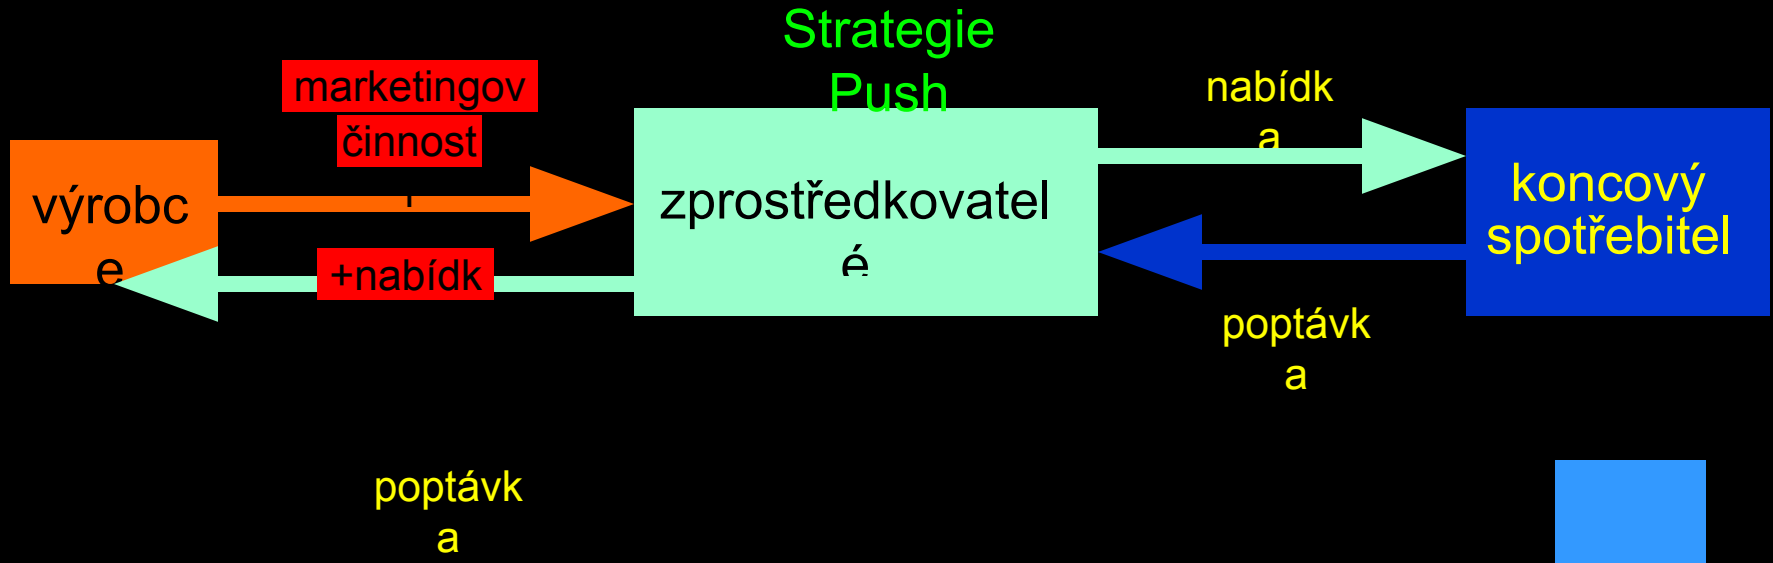 Strategie
Push
marketingov
činnost
+nabídk
výrobc
e
zprostředkovatel
é
nabídk
a
koncový
spotřebitel
poptávk
a
poptávk
a